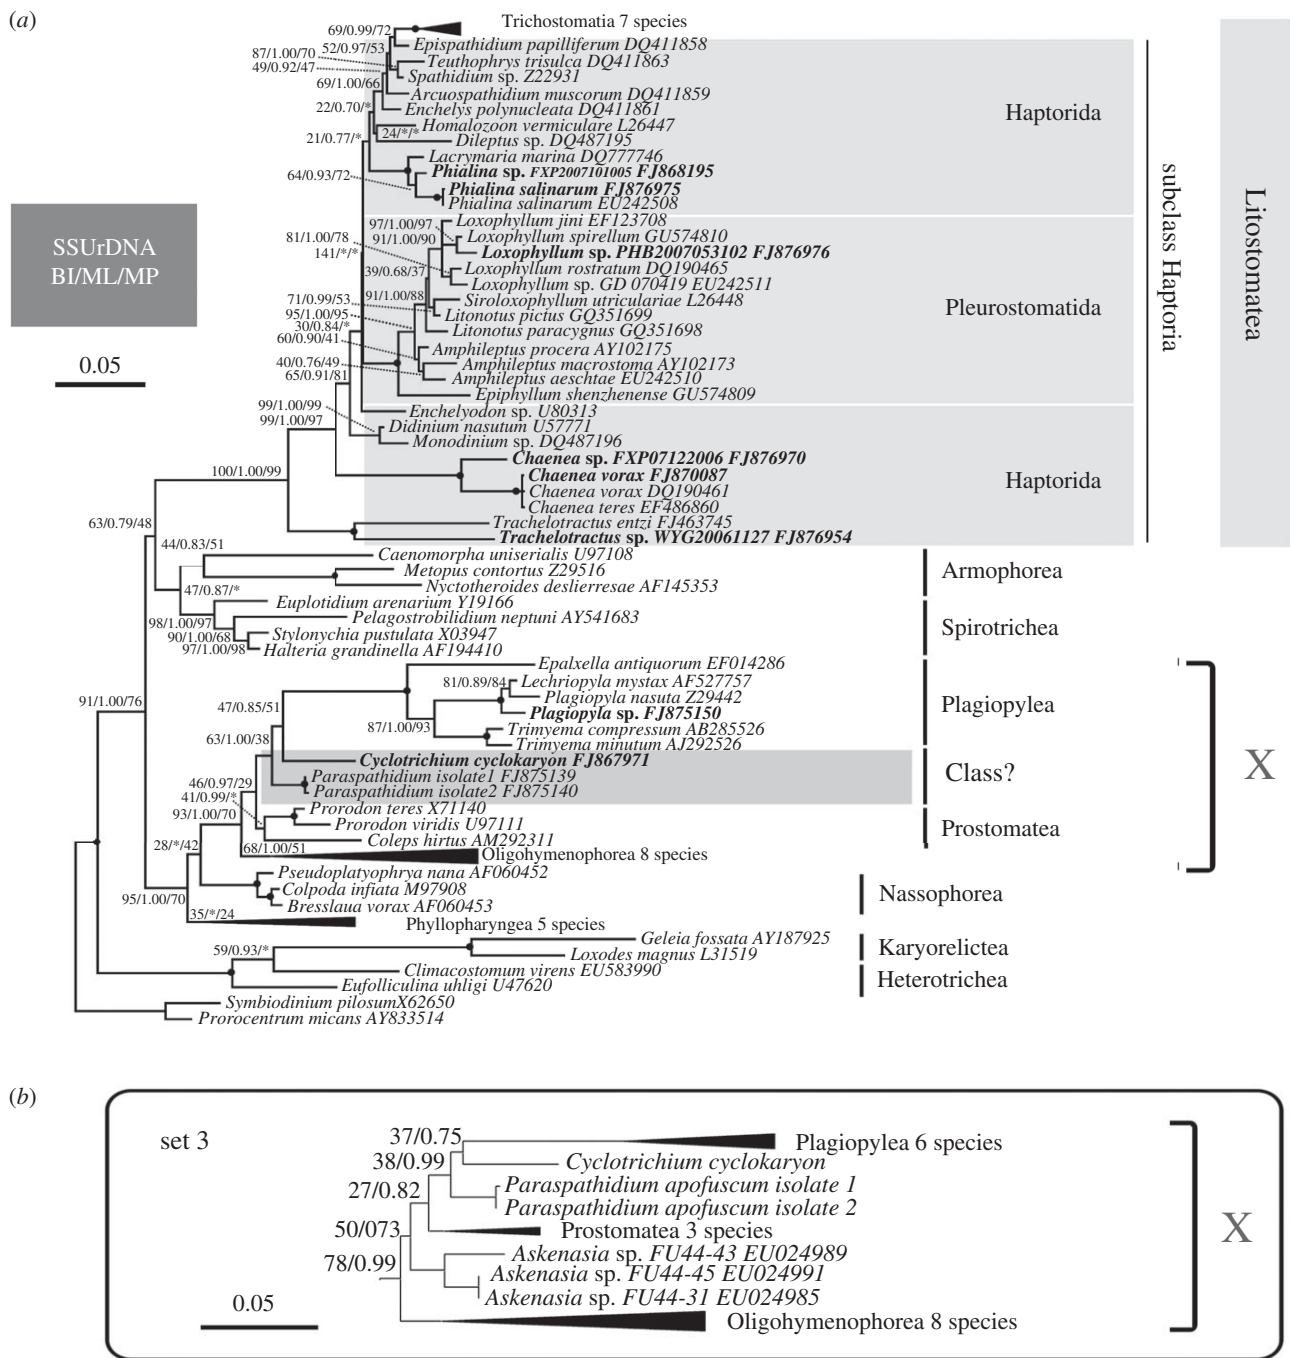 (a)
Trichostomatia 7 species
69/0.99/72
52/0.97/53
Epispathidium papilliferum DQ411858
87/1.00/70
Teuthophrys trisulca DQ411863
49/0.92/47
Spathidium sp. Z22931
69/1.00/66
Arcuospathidium muscorum DQ411859
22/0.70/*
Enchelys polynucleata DQ411861
Haptorida
Homalozoon vermiculare L26447
21/0.77/*
24/*/*
Dileptus sp. DQ487195
Lacrymaria marina DQ777746
Phialina sp. FXP2007101005 FJ868195
64/0.93/72
Phialina salinarum FJ876975
Phialina salinarum EU242508
subclass Haptoria
Litostomatea
SSUrDNA
BI/ML/MP
0.05
97/1.00/97
Loxophyllum jini EF123708
81/1.00/78
91/1.00/90
Loxophyllum spirellum GU574810
141/*/*
Loxophyllum sp. PHB2007053102 FJ876976
39/0.68/37
Loxophyllum rostratum DQ190465
Loxophyllum sp. GD 070419 EU242511
71/0.99/53
91/1.00/88
Siroloxophyllum utriculariae L26448
Pleurostomatida
95/1.00/95
Litonotus pictus GQ351699
30/0.84/*
Litonotus paracygnus GQ351698
60/0.90/41
Amphileptus procera AY102175
40/0.76/49
Amphileptus macrostoma AY102173
65/0.91/81
Amphileptus aeschtae EU242510
Epiphyllum shenzhenense GU574809
99/1.00/99
Enchelyodon sp. U80313
99/1.00/97
Didinium nasutum U57771
Monodinium sp. DQ487196
Chaenea sp. FXP07122006 FJ876970
100/1.00/99
Chaenea vorax FJ870087
Haptorida
Chaenea vorax DQ190461
Chaenea teres EF486860
63/0.79/48
Trachelotractus entzi FJ463745
Trachelotractus sp. WYG20061127 FJ876954
44/0.83/51
Caenomorpha uniserialis U97108
Metopus contortus Z29516
Armophorea
Nyctotheroides deslierresae AF145353
47/0.87/*
Euplotidium arenarium Y19166
98/1.00/97
Pelagostrobilidium neptuni AY541683
Spirotrichea
90/1.00/68
Stylonychia pustulata X03947
97/1.00/98
Halteria grandinella AF194410
91/1.00/76
Epalxella antiquorum EF014286
81/0.89/84
Lechriopyla mystax AF527757
47/0.85/51
Plagiopyla nasuta Z29442
Plagiopylea
87/1.00/93
Plagiopyla sp. FJ875150
Trimyema compressum AB285526
63/1.00/38
Trimyema minutum AJ292526
Cyclotrichium cyclokaryon FJ867971
X
46/0.97/29
Paraspathidium isolate1 FJ875139
Class?
41/0.99/*
Paraspathidium isolate2 FJ875140
93/1.00/70
Prorodon teres X71140
Prorodon viridis U97111
Prostomatea
28/*/42
Coleps hirtus AM292311
68/1.00/51
Oligohymenophorea 8 species
Pseudoplatyophrya nana AF060452
95/1.00/70
Colpoda infiata M97908
Nassophorea
Bresslaua vorax AF060453
35/*/24
Phyllopharyngea 5 species
Geleia fossata AY187925
59/0.93/*
Loxodes magnus L31519
Karyorelictea
Climacostomum virens EU583990
Eufolliculina uhligi U47620
Heterotrichea
Symbiodinium pilosumX62650
Prorocentrum micans AY833514
(b)
set 3
37/0.75
Plagiopylea 6 species
38/0.99
Cyclotrichium cyclokaryon
27/0.82
Paraspathidium apofuscum isolate 1
Paraspathidium apofuscum isolate 2
50/073
Prostomatea 3 species
X
78/0.99
Askenasia sp. FU44-43 EU024989
Askenasia sp. FU44-45 EU024991
0.05
Askenasia sp. FU44-31 EU024985
Oligohymenophorea 8 species